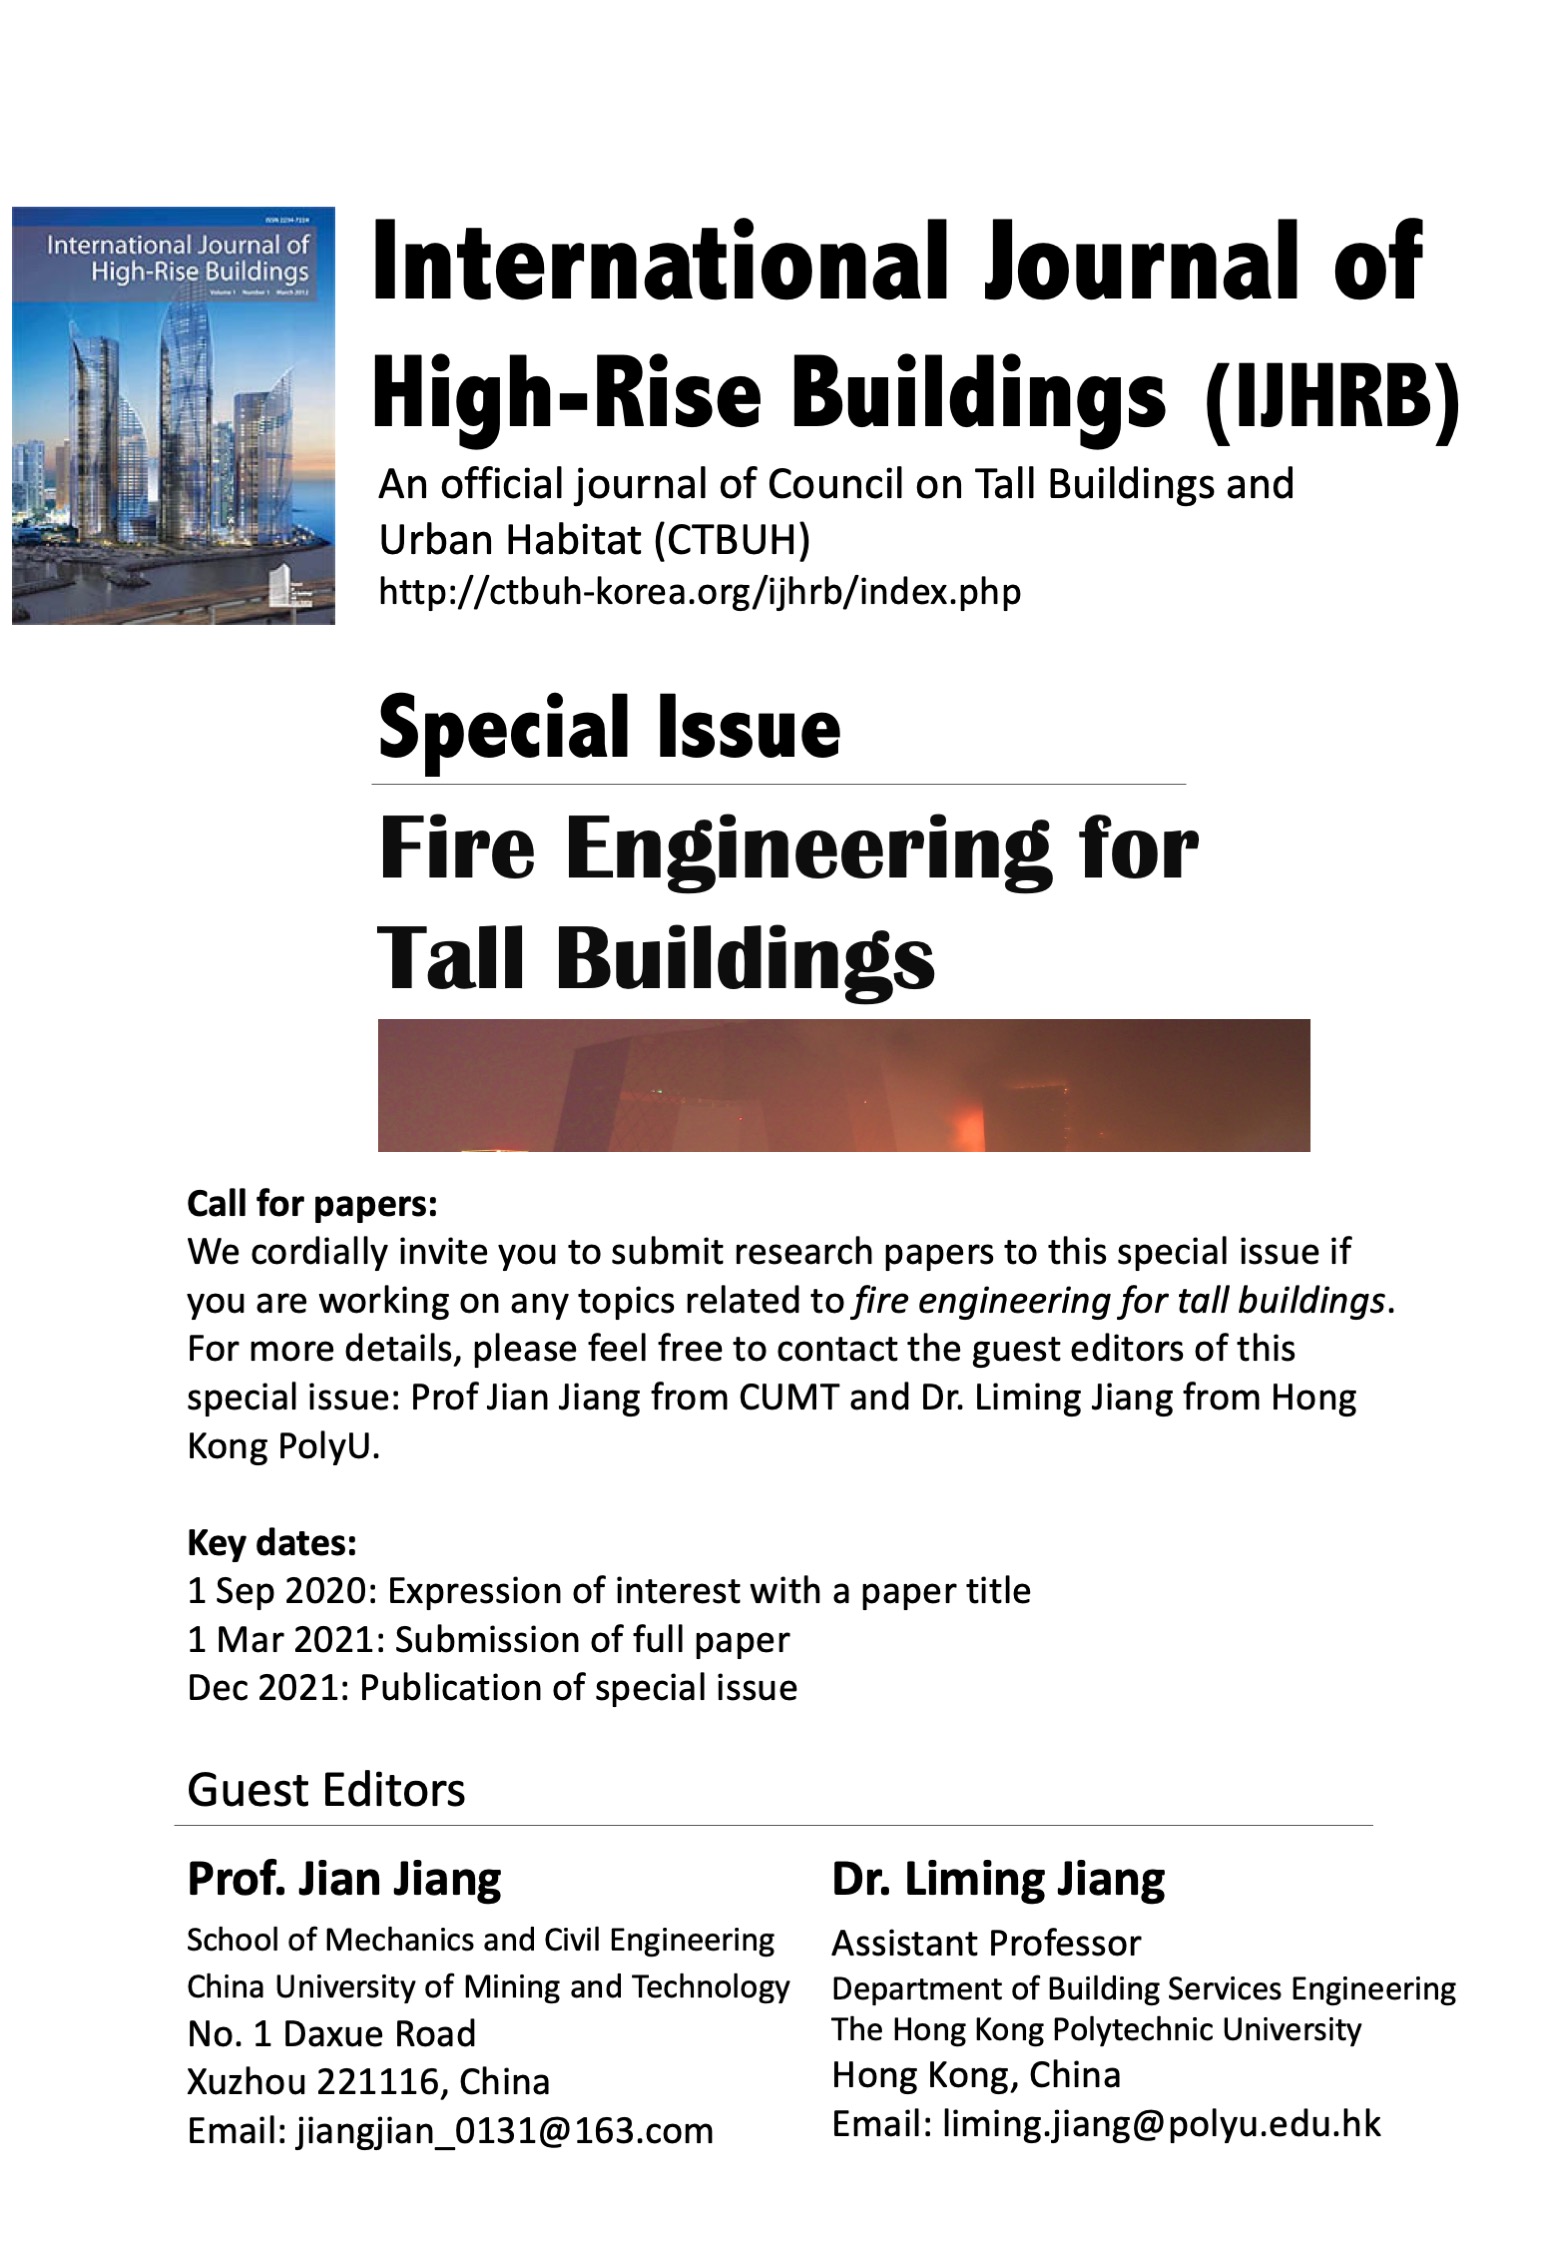 ISSN 2234-7224
International Journal of
High-Rise Buildings
Volume 1 Number 1 March 2012
International Journal of
High-Rise Buildings (IJHRB)
An official journal of Council on Tall Buildings and
Urban Habitat (CTBUH)
http://ctbuh-korea.org/ijhrb/index.php
Special Issue
Fire Engineering for
Tall Buildings
Call for papers:
We cordially invite you to submit research papers to this special issue if
you are working on any topics related to fire engineering for tall buildings.
For more details, please feel free to contact the guest editors of this
special issue: Prof Jian Jiang from CUMT and Dr. Liming Jiang from Hong
Kong PolyU.
Key dates:
1 Sep 2020: Expression of interest with a paper title
1 Mar 2021: Submission of full paper
Dec 2021: Publication of special issue
Guest Editors
Prof. Jian Jiang
School of Mechanics and Civil Engineering
China University of Mining and Technology
No. 1 Daxue Road
Xuzhou 221116, China
Email: jiangjian_0131@163.com
Dr. Liming Jiang
Assistant Professor
Department of Building Services Engineering
The Hong Kong Polytechnic University
Hong Kong, China
Email: liming.jiang@polyu.edu.hk